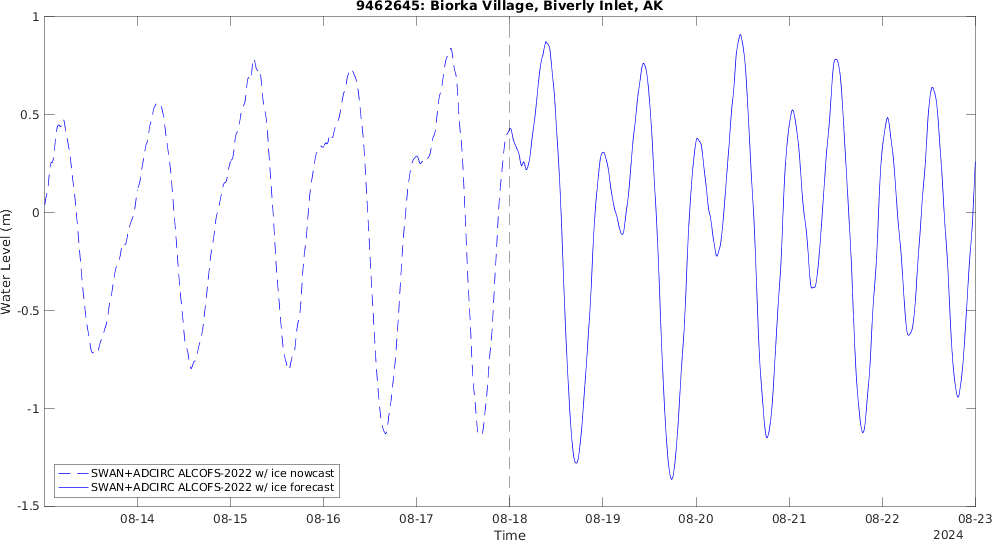 9462645: Biorka Village, Biverly Inlet, AK
1
0.5
0
-0.5
-1
-1.5
Water Level (m)
SWAN+ADCIRC ALCOFS-2022 w/ ice nowcast
SWAN+ADCIRC ALCOFS-2022 w/ ice forecast
08-14 08-15 08-16 08-17 08-18 08-19 08-20 08-21 08-22 08-23
Time
2024